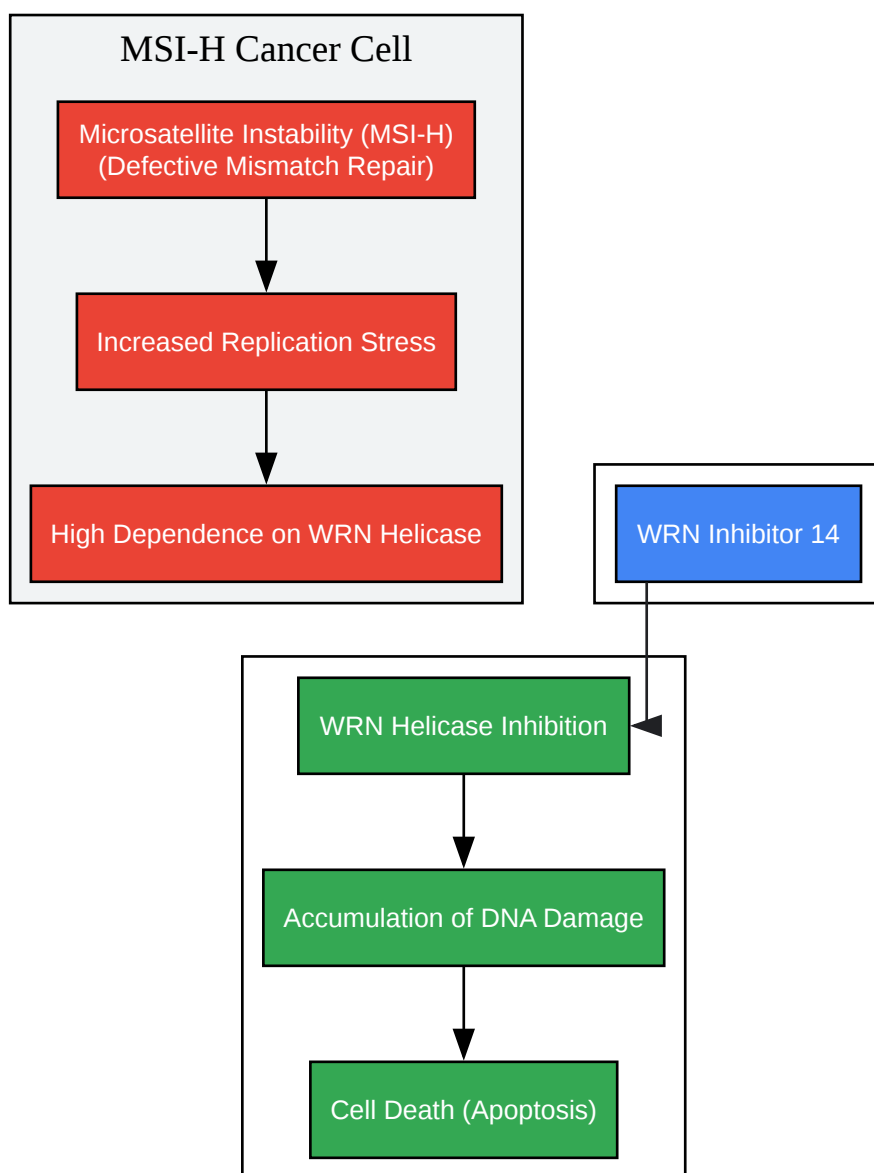 MSI-H Cancer Cell
Microsatellite Instability (MSI-H)
(Defective Mismatch Repair)
Increased Replication Stress
High Dependence on WRN Helicase
WRN Inhibitor 14
WRN Helicase Inhibition
Accumulation of DNA Damage
Cell Death (Apoptosis)